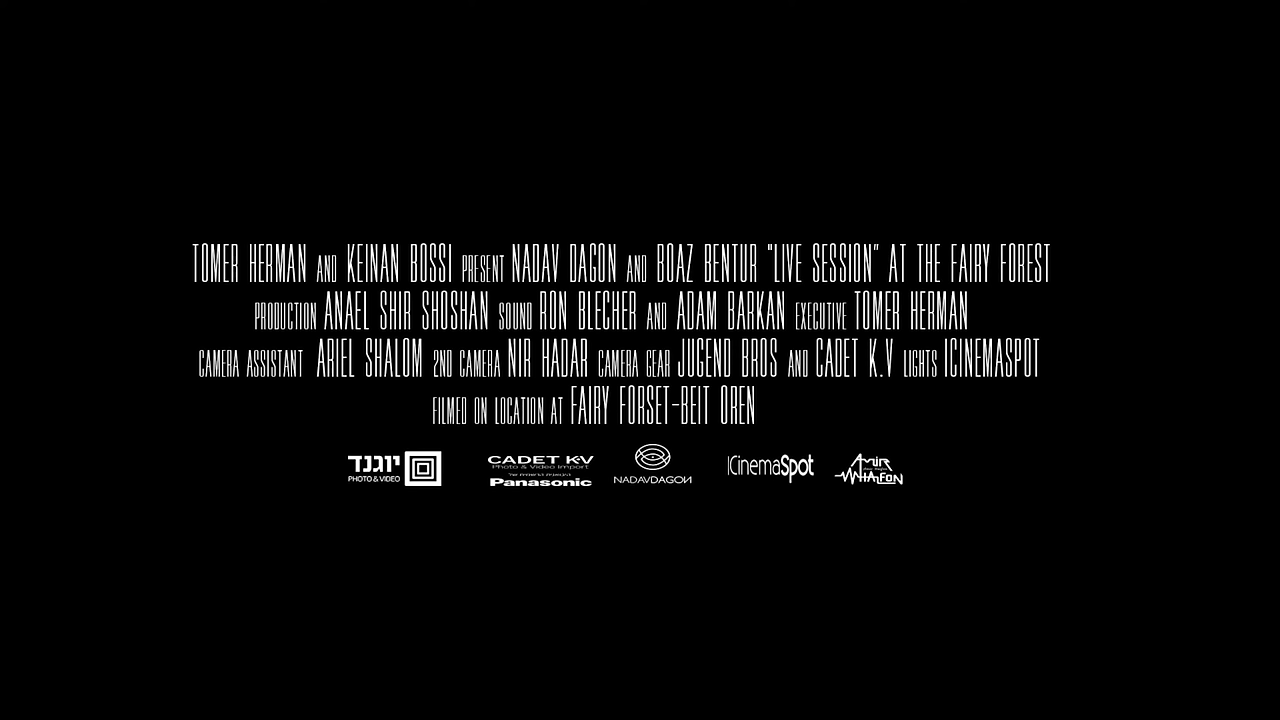 TOMER HERMAN AND KEINAN BOSSI PRESENT NADAV DAGON AND BOAZ BENTUR "LIVE SESSION" AT THE FAIRY FOREST
PRODUCTION ANAEL SHIR SHOSHAN SOUND RON BLECHER AND ADAM BARKAN EXECUTIVE TOMER HERMAN
CAMERA ASSISTANT ARIEL SHALOM 2ND CAMERA NIR HADAR CAMERA GEAR JUGEND BROS AND CADET K.V LIGHTS ICINEMASPOT
FILMED ON LOCATION AT FAIRY FORSET-BEIT OREN
יוגנד
PHOTO & VIDEO
CADET K•V
Photo & Video Import
Panasonic
NADAVDAGON
ICinemaSpot
AMIR
HALFON